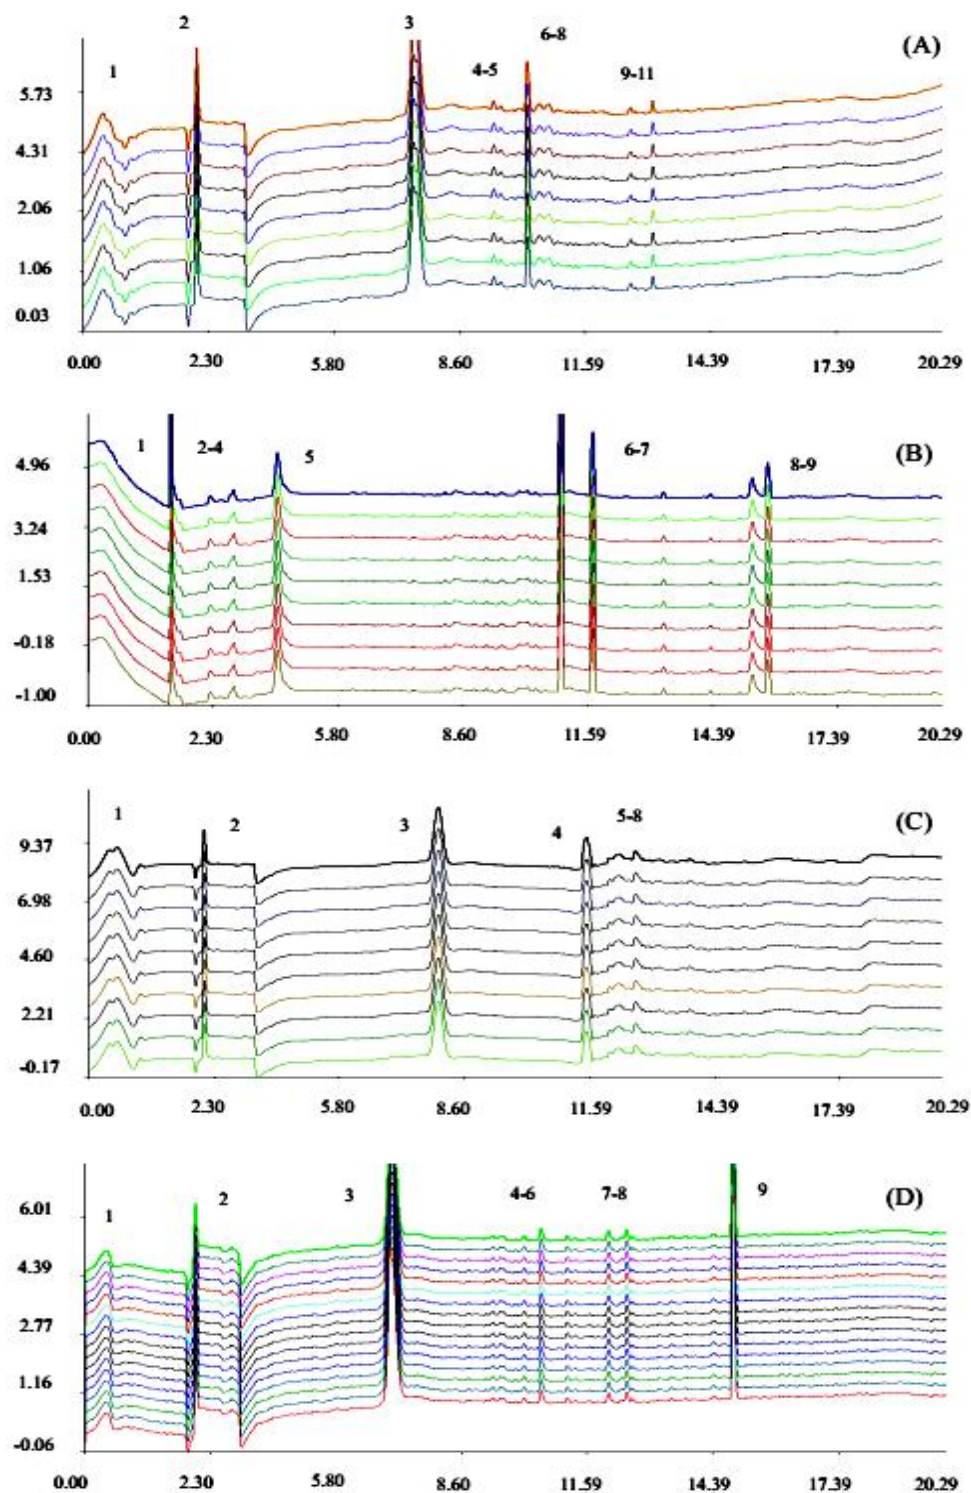 2 3 6-8 (A)
1 4-5 9-11
5.73
4.31
2.06
1.06
0.03
0.00 2.30 5.80 8.60 11.59 14.39 17.39 20.29
1 2-4 5 6-7 8-9 (B)
4.96
3.24
1.53
-0.18
-1.00
0.00 2.30 5.80 8.60 11.59 14.39 17.39 20.29
1 2 3 4 5-8 (C)
9.37
6.98
4.60
2.21
-0.17
0.00 2.30 5.80 8.60 11.59 14.39 17.39 20.29
1 2 3 4-6 7-8 9 (D)
6.01
4.39
2.77
1.16
-0.06
0.00 2.30 5.80 8.60 11.59 14.39 17.39 20.29